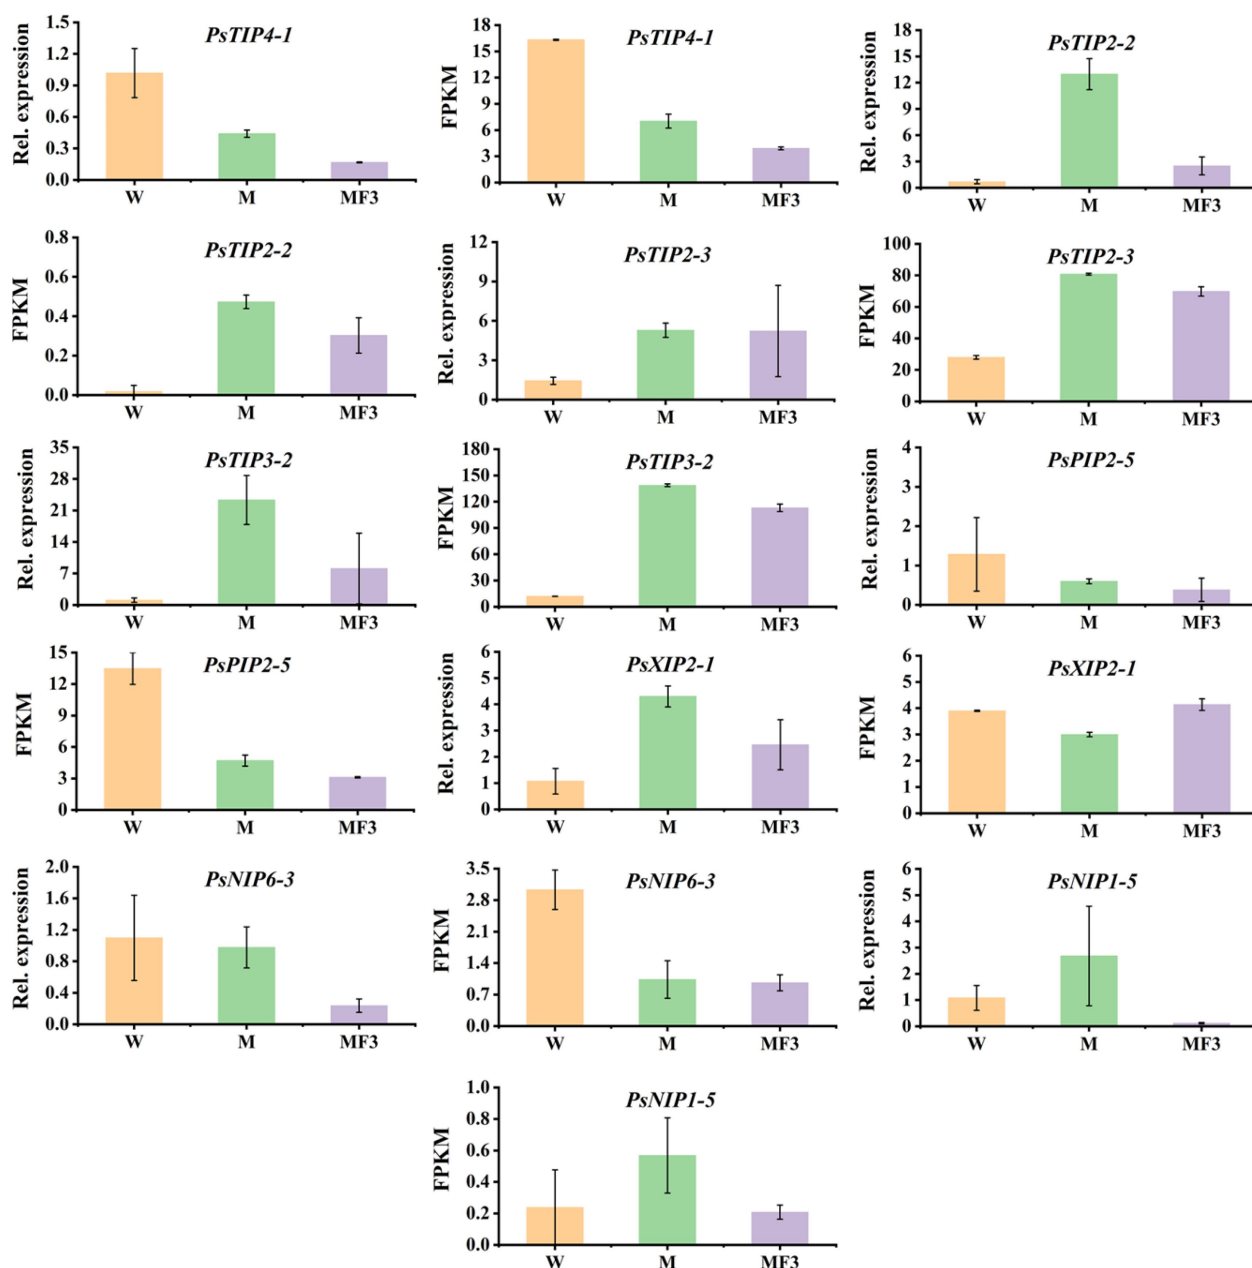 PsTIP4-1
Rel. expression
1.5
1.2
0.9
0.6
0.3
0.0
W M MF3
PsTIP4-1
FPKM
18
15
12
9
6
3
0
W M MF3
PsTIP2-2
Rel. expression
18
15
12
9
6
3
0
W M MF3
PsTIP2-2
FPKM
0.8
0.6
0.4
0.2
0.0
W M MF3
PsTIP2-3
Rel. expression
12
9
6
3
0
W M MF3
PsTIP2-3
FPKM
100
80
60
40
20
0
W M MF3
PsTIP3-2
Rel. expression
35
28
21
14
7
0
W M MF3
PsTIP3-2
FPKM
180
150
120
90
60
30
0
W M MF3
PsPIP2-5
Rel. expression
4
3
2
1
0
W M MF3
PsPIP2-5
FPKM
15
12
9
6
3
0
W M MF3
PsXIP2-1
Rel. expression
6
5
4
3
2
1
0
W M MF3
PsXIP2-1
FPKM
6
5
4
3
2
1
0
W M MF3
PsNIP6-3
Rel. expression
2.0
1.6
1.2
0.8
0.4
0.0
W M MF3
PsNIP6-3
FPKM
3.5
2.8
2.1
1.4
0.7
0.0
W M MF3
PsNIP1-5
Rel. expression
6
5
4
3
2
1
0
W M MF3
PsNIP1-5
FPKM
1.0
0.8
0.6
0.4
0.2
0.0
W M MF3